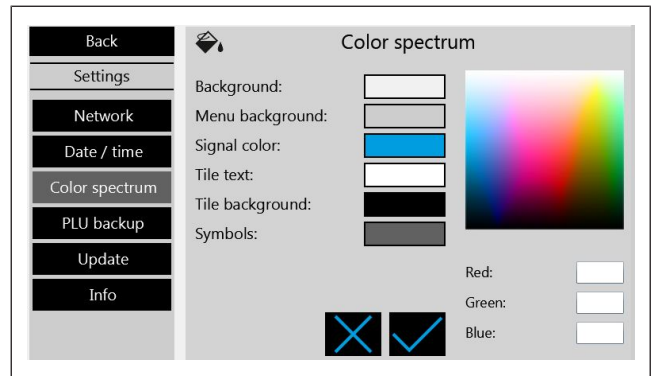 Back
Settings
Network
Date / time
Color spectrum
PLU backup
Update
Info
Color spectrum
Background:
Menu background:
Signal color:
Tile text:
Tile background:
Symbols:
Red:
Green:
Blue: